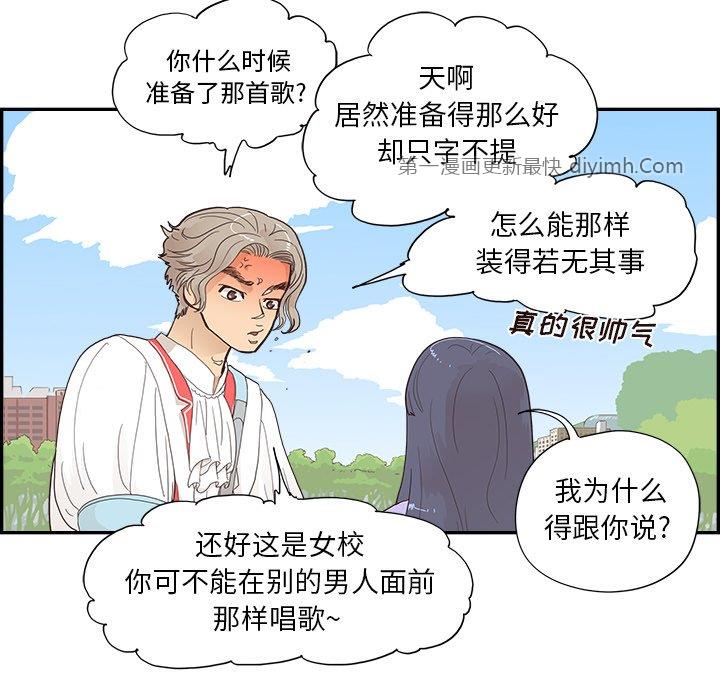 你什么时候
准备了那首歌?
天啊
居然准备得那么好
却只字不提
第一漫画更新最快 diyimh.Com
怎么能那样
装得若无其事
真的很帅气
我为什么
得跟你说?
还好这是女校
你可不能在别的男人面前
那样唱歌~